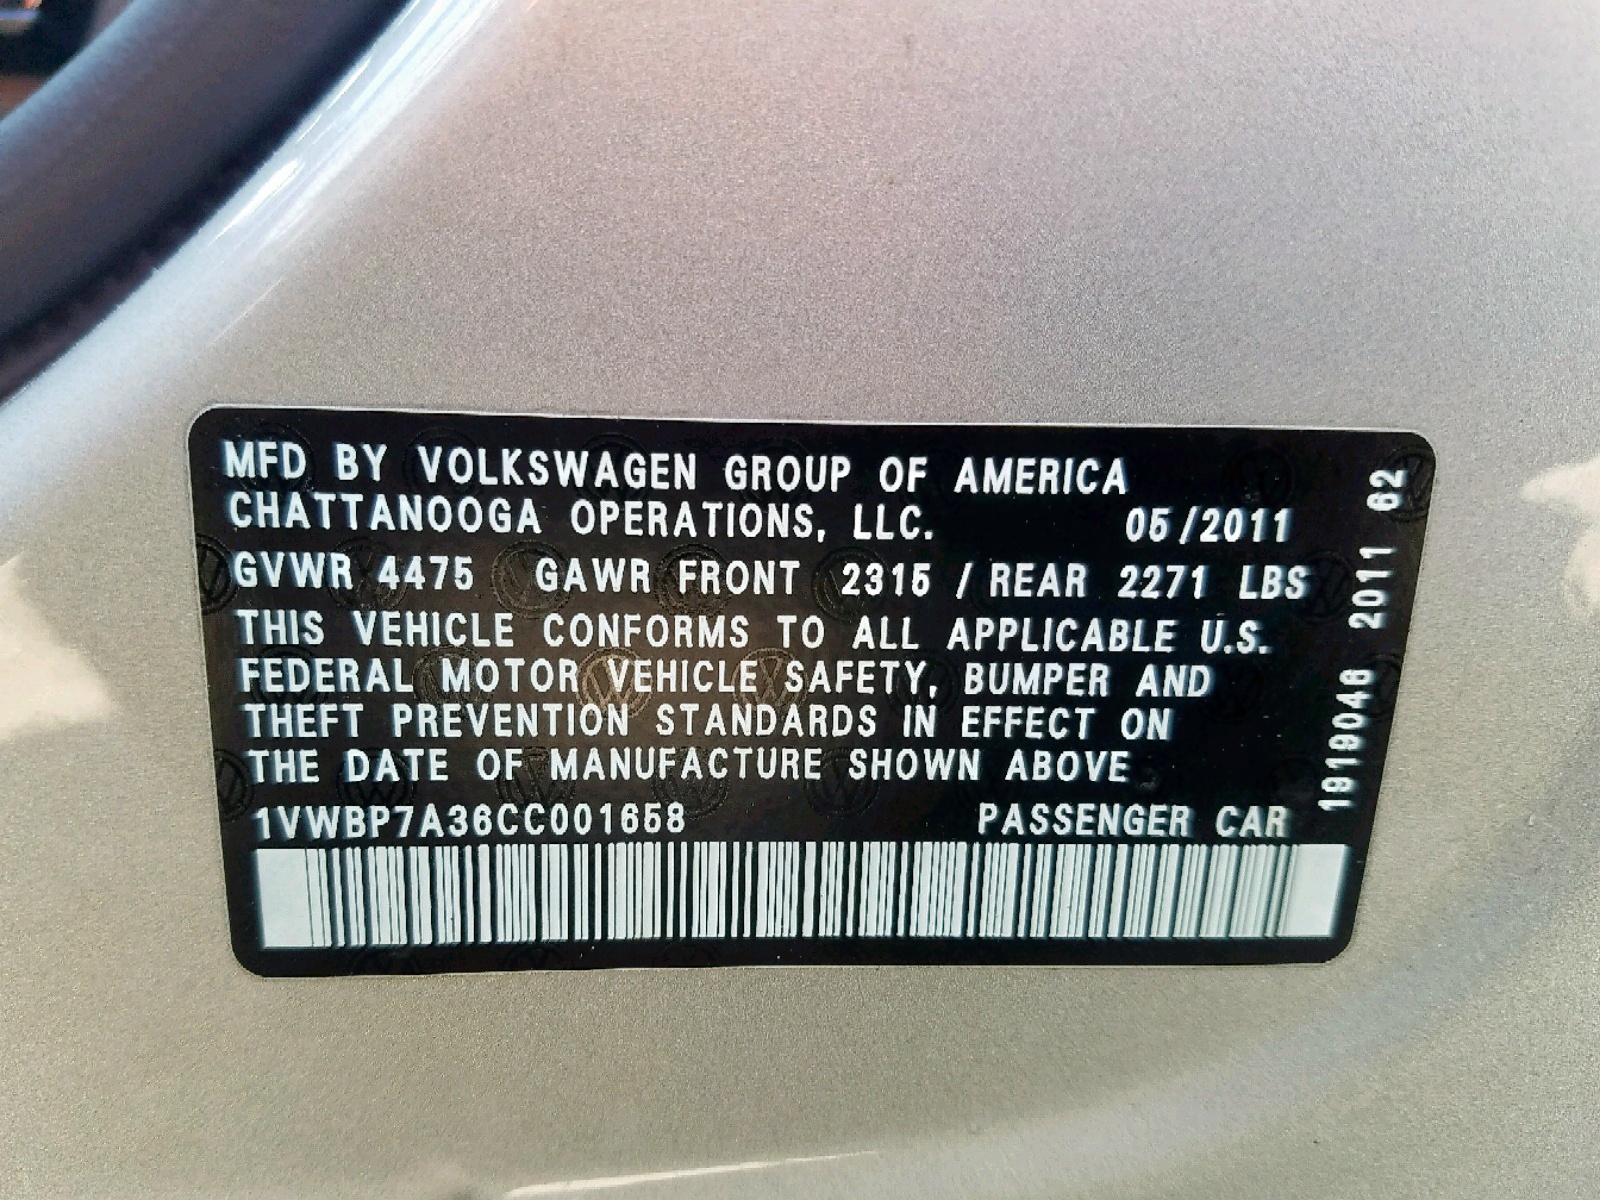 MFD BY VOLKSWAGEN GROUP OF AMERICA
CHATTANOOGA OPERATIONS, LLC. 05/2011
GVWR 4475 GAWR FRONT 2315 / REAR 2271 LBS
THIS VEHICLE CONFORMS TO ALL APPLICABLE U.S.
FEDERAL MOTOR VEHICLE SAFETY, BUMPER AND
THEFT PREVENTION STANDARDS IN EFFECT ON
THE DATE OF MANUFACTURE SHOWN ABOVE
1VWBP7A36CC001658 PASSENGER CAR
1919048 2011 62